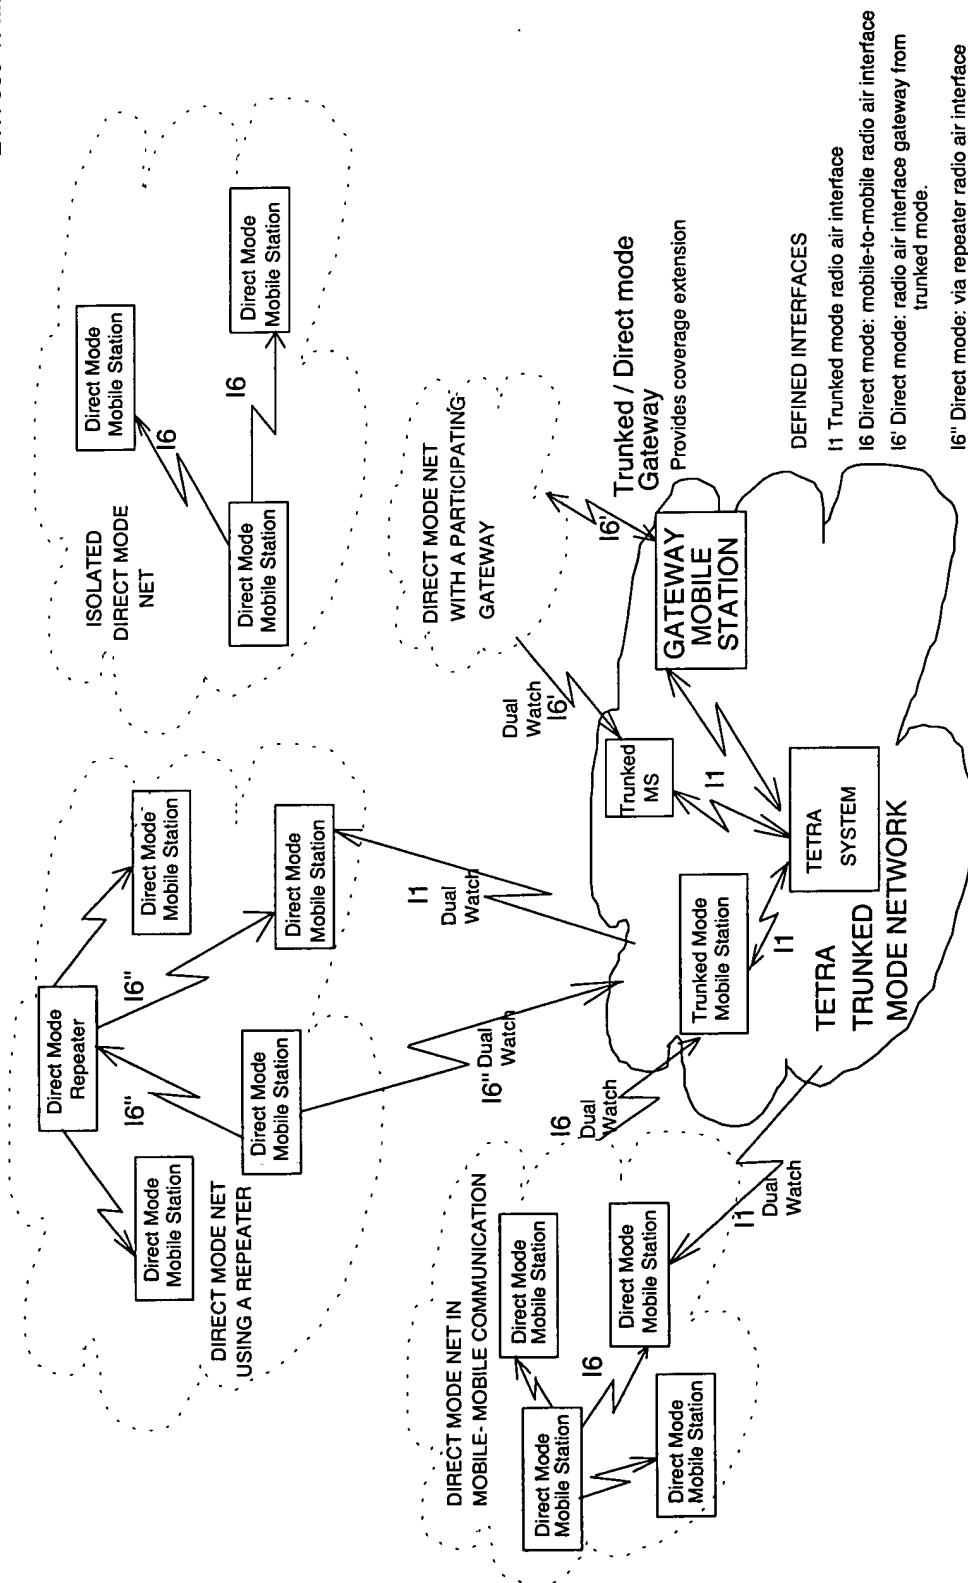 DIRECT MODE NET
USING A REPEATER
Direct Mode
Mobile Station
Direct Mode
Repeater
I6"
I6"
Direct Mode
Mobile Station
Direct Mode
Mobile Station
Direct Mode
Mobile Station
ISOLATED
DIRECT MODE
NET
Direct Mode
Mobile Station
Direct Mode
Mobile Station
Direct Mode
Mobile Station
I6
I6
DIRECT MODE NET IN
MOBILE- MOBILE COMMUNICATION
Direct Mode
Mobile Station
Direct Mode
Mobile Station
Direct Mode
Mobile Station
Direct Mode
Mobile Station
I6
I6" Dual
Watch
I1
Dual
Watch
I6
Dual
Watch
I1
Dual
Watch
Dual
Watch
I6'
DIRECT MODE NET
WITH A PARTICIPATING
GATEWAY
I6'
Trunked / Direct mode
Gateway
Provides coverage extension
Trunked Mode
Mobile Station
Trunked
MS
GATEWAY
MOBILE
STATION
I1
I1
TETRA
SYSTEM
TETRA
TRUNKED
MODE NETWORK
DEFINED INTERFACES
I1 Trunked mode radio air interface
I6 Direct mode: mobile-to-mobile radio air interface
I6' Direct mode: radio air interface gateway from
trunked mode.
I6" Direct mode: via repeater radio air interface